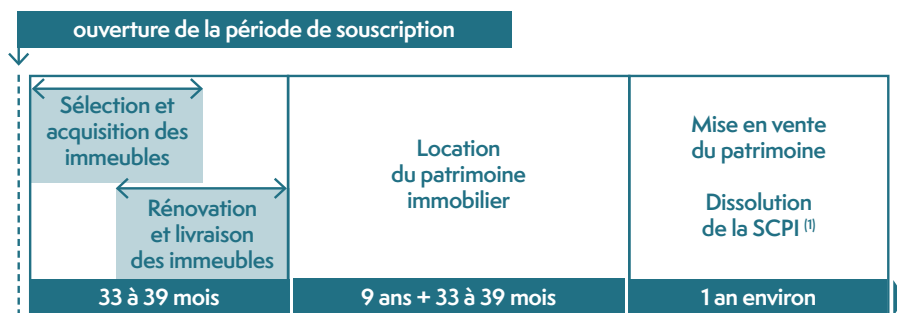 ouverture de la période de souscription
Sélection et
acquisition des
immeubles
Rénovation
et livraison
des immeubles
Location
du patrimoine
immobilier
Mise en vente
du patrimoine
Dissolution
de la SCPI (1)
33 à 39 mois
9 ans + 33 à 39 mois
1 an environ